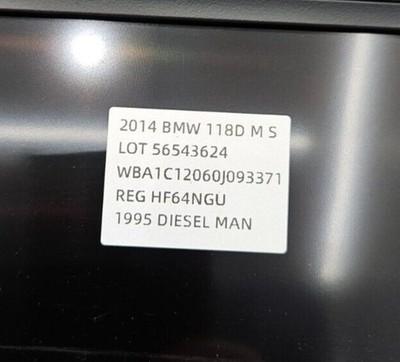 2014 BMW 118D M S
LOT 56543624
WBA1C12060J093371
REG HF64NGU
1995 DIESEL MAN